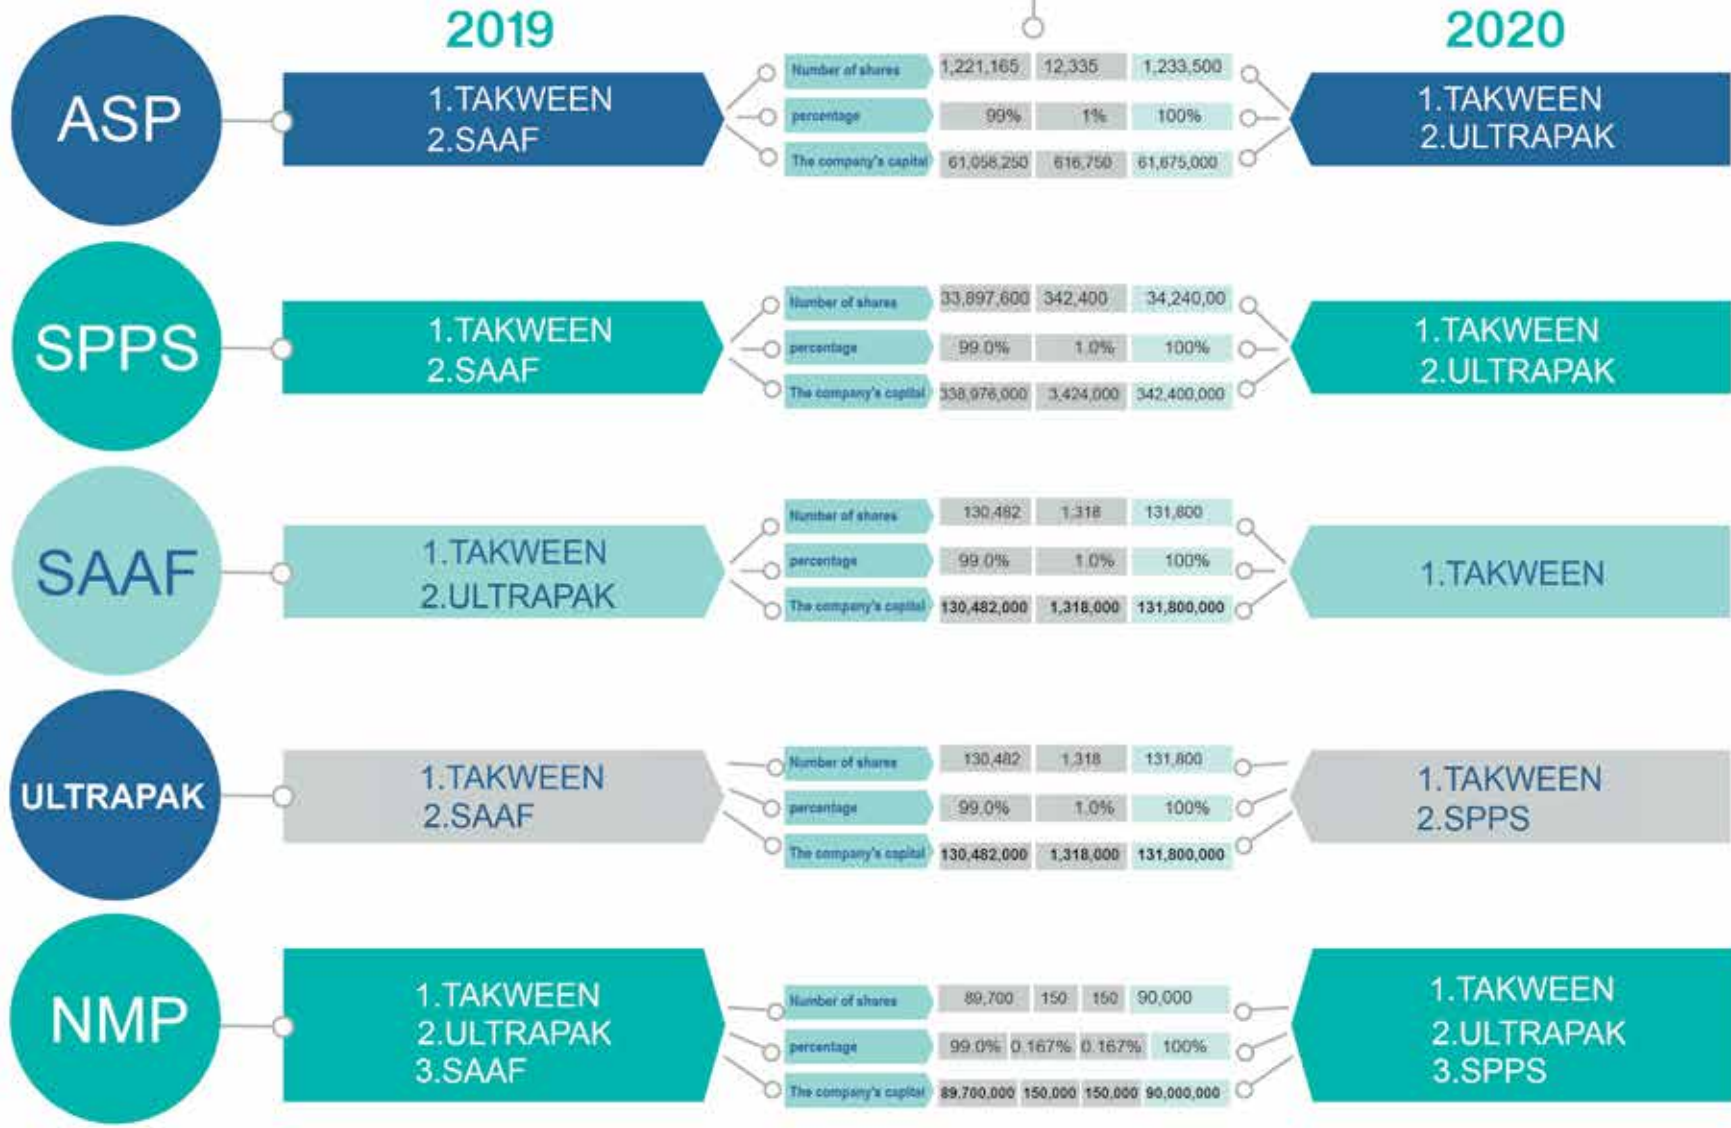 2019
2020
ASP
1.TAKWEEN
2.SAAF
Number of shares 1,221,165 12,335 1,233,500
percentage 99% 1% 100%
The company's capital 61,058,250 616,750 61,675,000
1.TAKWEEN
2.ULTRAPAK
SPPS
1.TAKWEEN
2.SAAF
Number of shares 33,897,600 342,400 34,240,00
percentage 99.0% 1.0% 100%
The company's capital 338,976,000 3,424,000 342,400,000
1.TAKWEEN
2.ULTRAPAK
SAAF
1.TAKWEEN
2.ULTRAPAK
Number of shares 130,482 1,318 131,800
percentage 99.0% 1.0% 100%
The company's capital 130,482,000 1,318,000 131,800,000
1.TAKWEEN
ULTRAPAK
1.TAKWEEN
2.SAAF
Number of shares 130,482 1,318 131,800
percentage 99.0% 1.0% 100%
The company's capital 130,482,000 1,318,000 131,800,000
1.TAKWEEN
2.SPPS
NMP
1.TAKWEEN
2.ULTRAPAK
3.SAAF
Number of shares 89,700 150 150 90,000
percentage 99.0% 0.167% 0.167% 100%
The company's capital 89,700,000 150,000 150,000 90,000,000
1.TAKWEEN
2.ULTRAPAK
3.SPPS